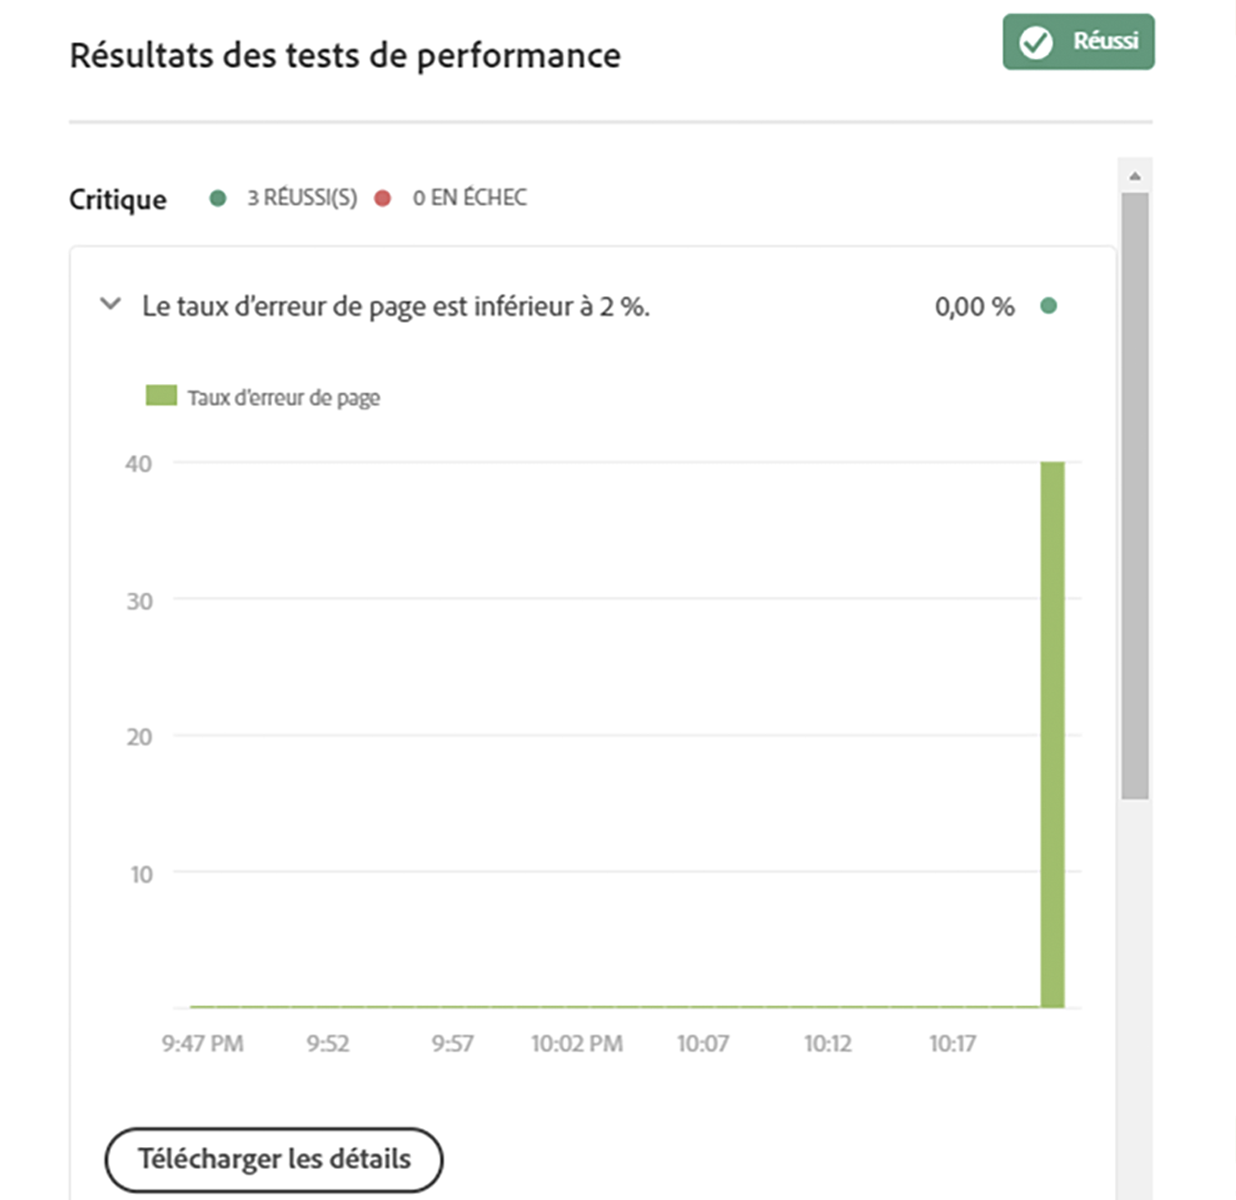 Résultats des tests de performance
Réussi
Critique
3 RÉUSSI(S)
0 EN ÉCHEC
Le taux d’erreur de page est inférieur à 2 %.
0,00 %
Taux d’erreur de page
40
30
20
10
9:47 PM 9:52 9:57 10:02 PM 10:07 10:12 10:17
Télécharger les détails